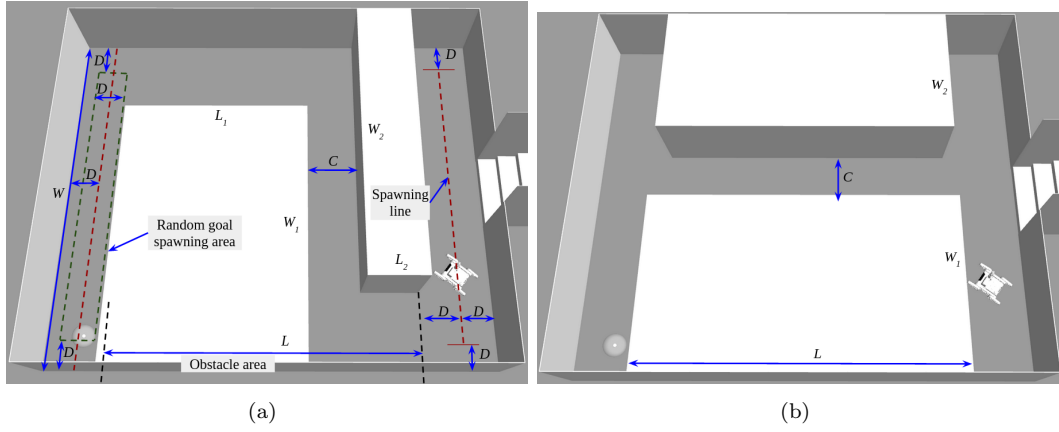 D
D
D
L1
W2
D
C
W
Spawning
line
Random goal
spawning area
W1
L2
D
D
D
L
D
Obstacle area
(a)
W2
C
W1
L
(b)